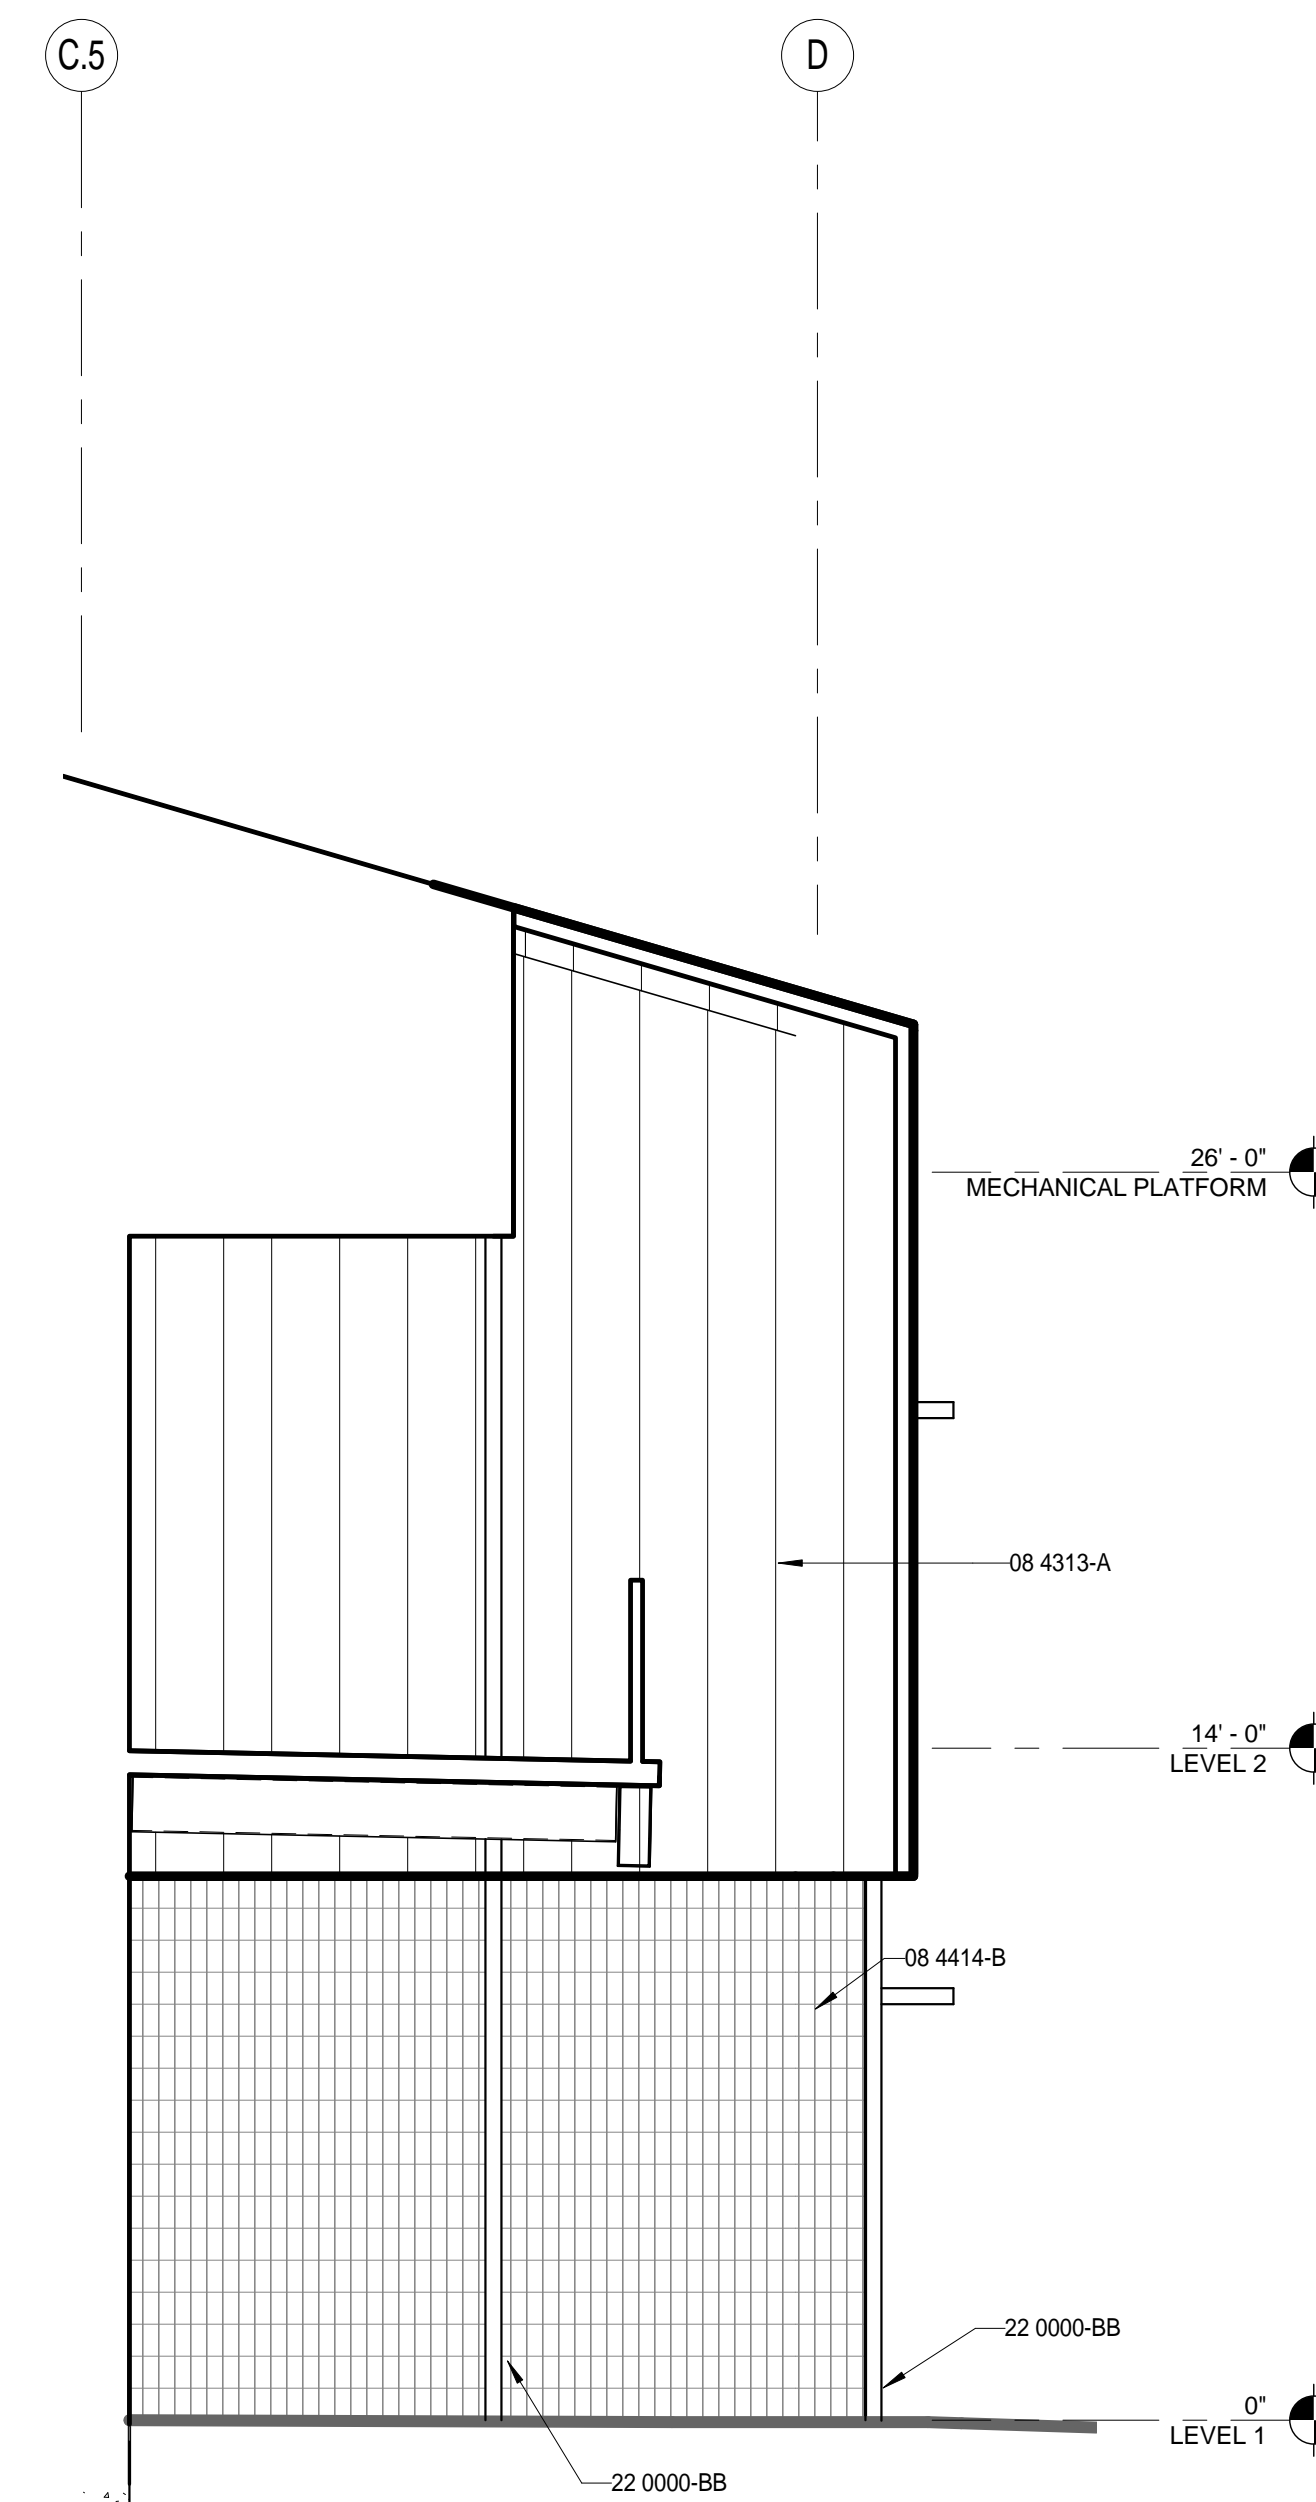 C.5
D
26' - 0"
MECHANICAL PLATFORM
08 4313-A
14' - 0"
LEVEL 2
08 4414-B
22 0000-BB
0"
LEVEL 1
22 0000-BB